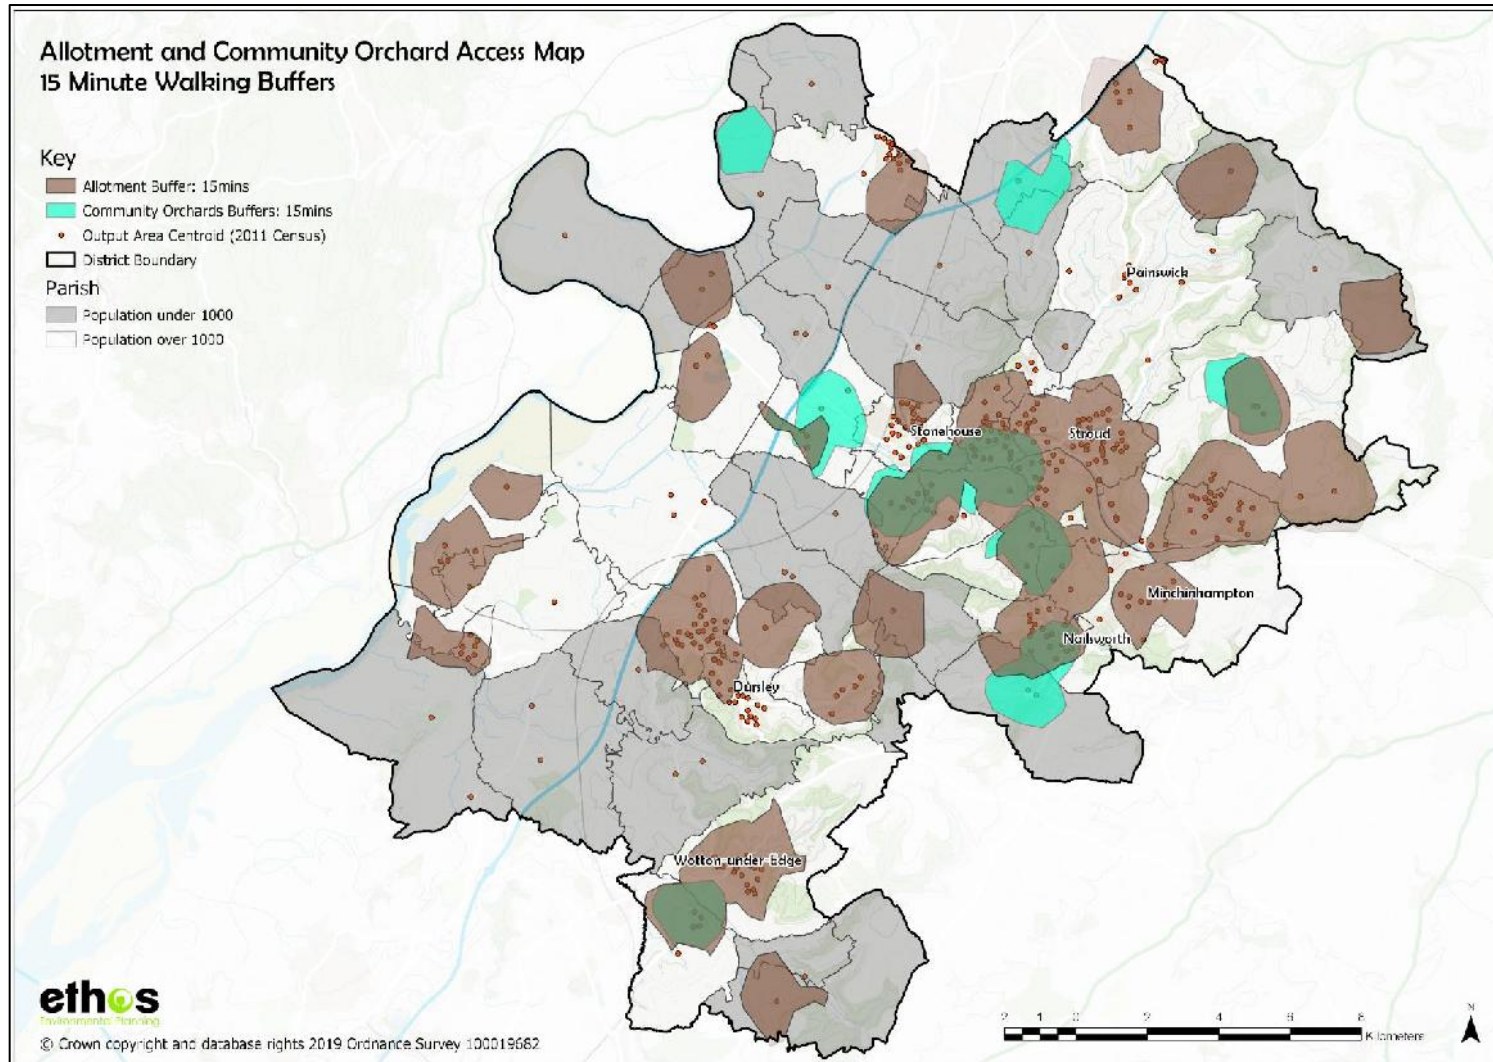 Allotment and Community Orchard Access Map
15 Minute Walking Buffers
Key
Allotment Buffer: 15mins
Community Orchards Buffers: 15mins
Output Area Centroid (2011 Census)
District Boundary
Parish
Population under 1000
Population over 1000
Painswick
Stonehouse
Stroud
Minchinhampton
Nailsworth
Dursley
Wotton-under-Edge
ethos
Environmental Planning
© Crown copyright and database rights 2019 Ordnance Survey 100019682
2 1 0 2 4 6 8
Kilometers
N